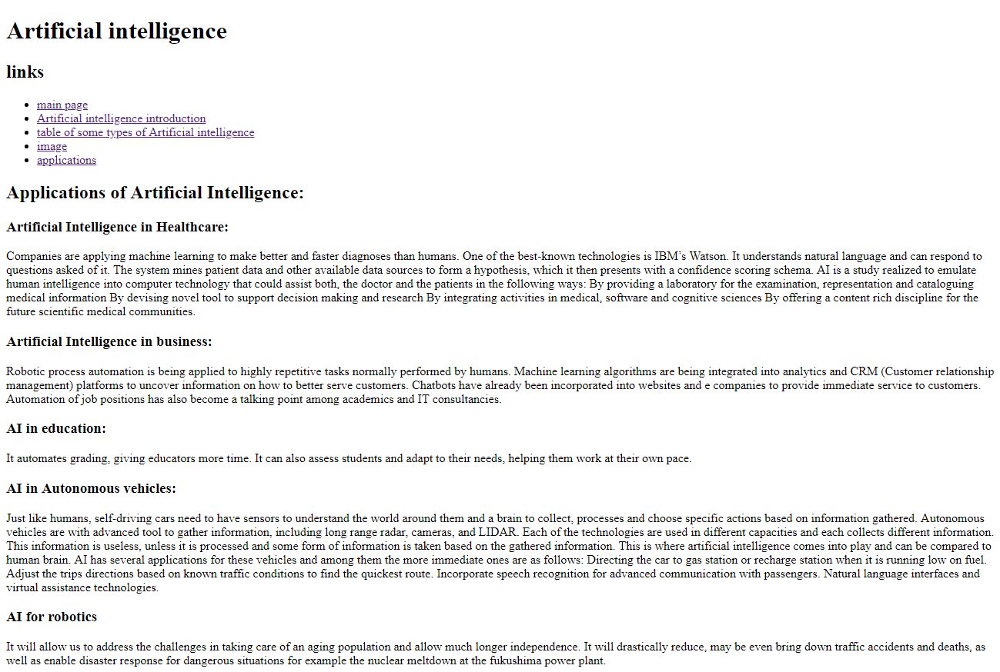 Artificial intelligence
links
main page
Artificial intelligence introduction
table of some types of Artificial intelligence
image
applications
Applications of Artificial Intelligence:
Artificial Intelligence in Healthcare:
Companies are applying machine learning to make better and faster diagnoses than humans. One of the best-known technologies is IBM’s Watson. It understands natural language and can respond to
questions asked of it. The system mines patient data and other available data sources to form a hypothesis, which it then presents with a confidence scoring schema. AI is a study realized to emulate
human intelligence into computer technology that could assist both, the doctor and the patients in the following ways: By providing a laboratory for the examination, representation and cataloguing
medical information By devising novel tool to support decision making and research By integrating activities in medical, software and cognitive sciences By offering a content rich discipline for the
future scientific medical communities.
Artificial Intelligence in business:
Robotic process automation is being applied to highly repetitive tasks normally performed by humans. Machine learning algorithms are being integrated into analytics and CRM (Customer relationship
management) platforms to uncover information on how to better serve customers. Chatbots have already been incorporated into websites and e companies to provide immediate service to customers.
Automation of job positions has also become a talking point among academics and IT consultancies.
AI in education:
It automates grading, giving educators more time. It can also assess students and adapt to their needs, helping them work at their own pace.
AI in Autonomous vehicles:
Just like humans, self-driving cars need to have sensors to understand the world around them and a brain to collect, processes and choose specific actions based on information gathered. Autonomous
vehicles are with advanced tool to gather information, including long range radar, cameras, and LIDAR. Each of the technologies are used in different capacities and each collects different information.
This information is useless, unless it is processed and some form of information is taken based on the gathered information. This is where artificial intelligence comes into play and can be compared to
human brain. AI has several applications for these vehicles and among them the more immediate ones are as follows: Directing the car to gas station or recharge station when it is running low on fuel.
Adjust the trips directions based on known traffic conditions to find the quickest route. Incorporate speech recognition for advanced communication with passengers. Natural language interfaces and
virtual assistance technologies.
AI for robotics
It will allow us to address the challenges in taking care of an aging population and allow much longer independence. It will drastically reduce, may be even bring down traffic accidents and deaths, as
well as enable disaster response for dangerous situations for example the nuclear meltdown at the fukushima power plant.